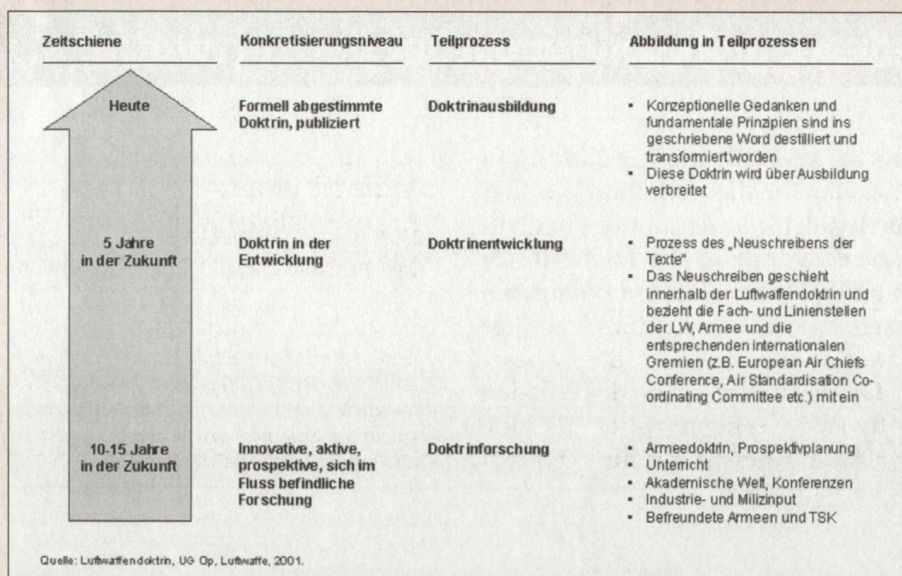 Zeitschiene Konkretisierungsniveau Teilprozess Abbildung in Teilprozessen
Heute
Formell abgestimmte
Doktrin, publiziert
Doktrinausbildung
• Konzeptionelle Gedanken und
fundamentale Prinzipien sind ins
geschriebene Word destilliert und
transformiert worden
• Diese Doktrin wird über Ausbildung
verbreitet
5 Jahre
in der Zukunft
Doktrin in der
Entwicklung
Doktrinentwicklung
• Prozess des „Neuschreibens der
Texte“
• Das Neuschreiben geschieht
innerhalb der Luftwaffendoktrin und
bezieht die Fach- und Linienstellen
der LW, Armee und die
entsprechenden internationalen
Gremien (z.B. European Air Chiefs
Conference, Air Standardisation Co-
ordinating Committee etc.) mit ein
10-15 Jahre
in der Zukunft
Innovative, aktive,
prospektive, sich im
Fluss befindliche
Forschung
Doktrinforschung
• Armeedoktrin, Prospektivplanung
• Unterricht
• Akademische Welt, Konferenzen
• Industrie- und Milizinput
• Befreundete Armeen und TSK
Quelle: Luftwaffendoktrin, UG Op, Luftwaffe, 2001.